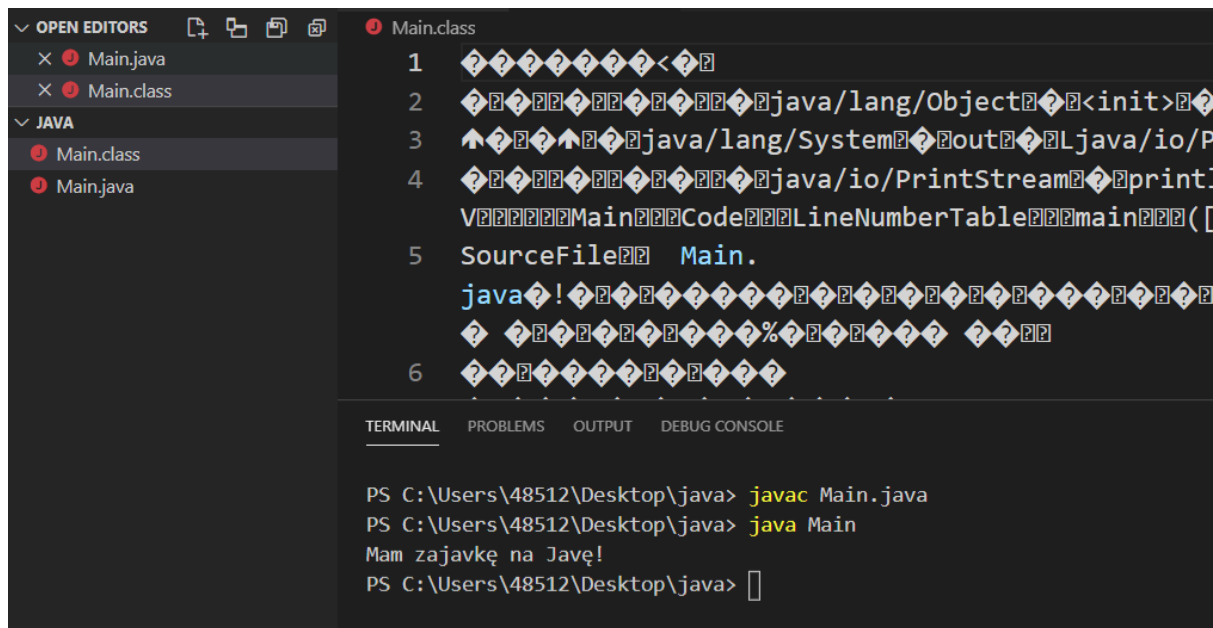 OPEN EDITORS
Main.java
Main.class
JAVA
Main.class
Main.java
Main.class
1 �������<�
2 java/lang/Object <init>
3 java/lang/System out Ljava/io/P
4 java/io/PrintStream
V Main Code LineNumberTable main ([
5 SourceFile Main.
java !
%
6
TERMINAL PROBLEMS OUTPUT DEBUG CONSOLE
PS C:\Users\48512\Desktop\java> javac Main.java
PS C:\Users\48512\Desktop\java> java Main
Mam zajavkę na Javę!
PS C:\Users\48512\Desktop\java>